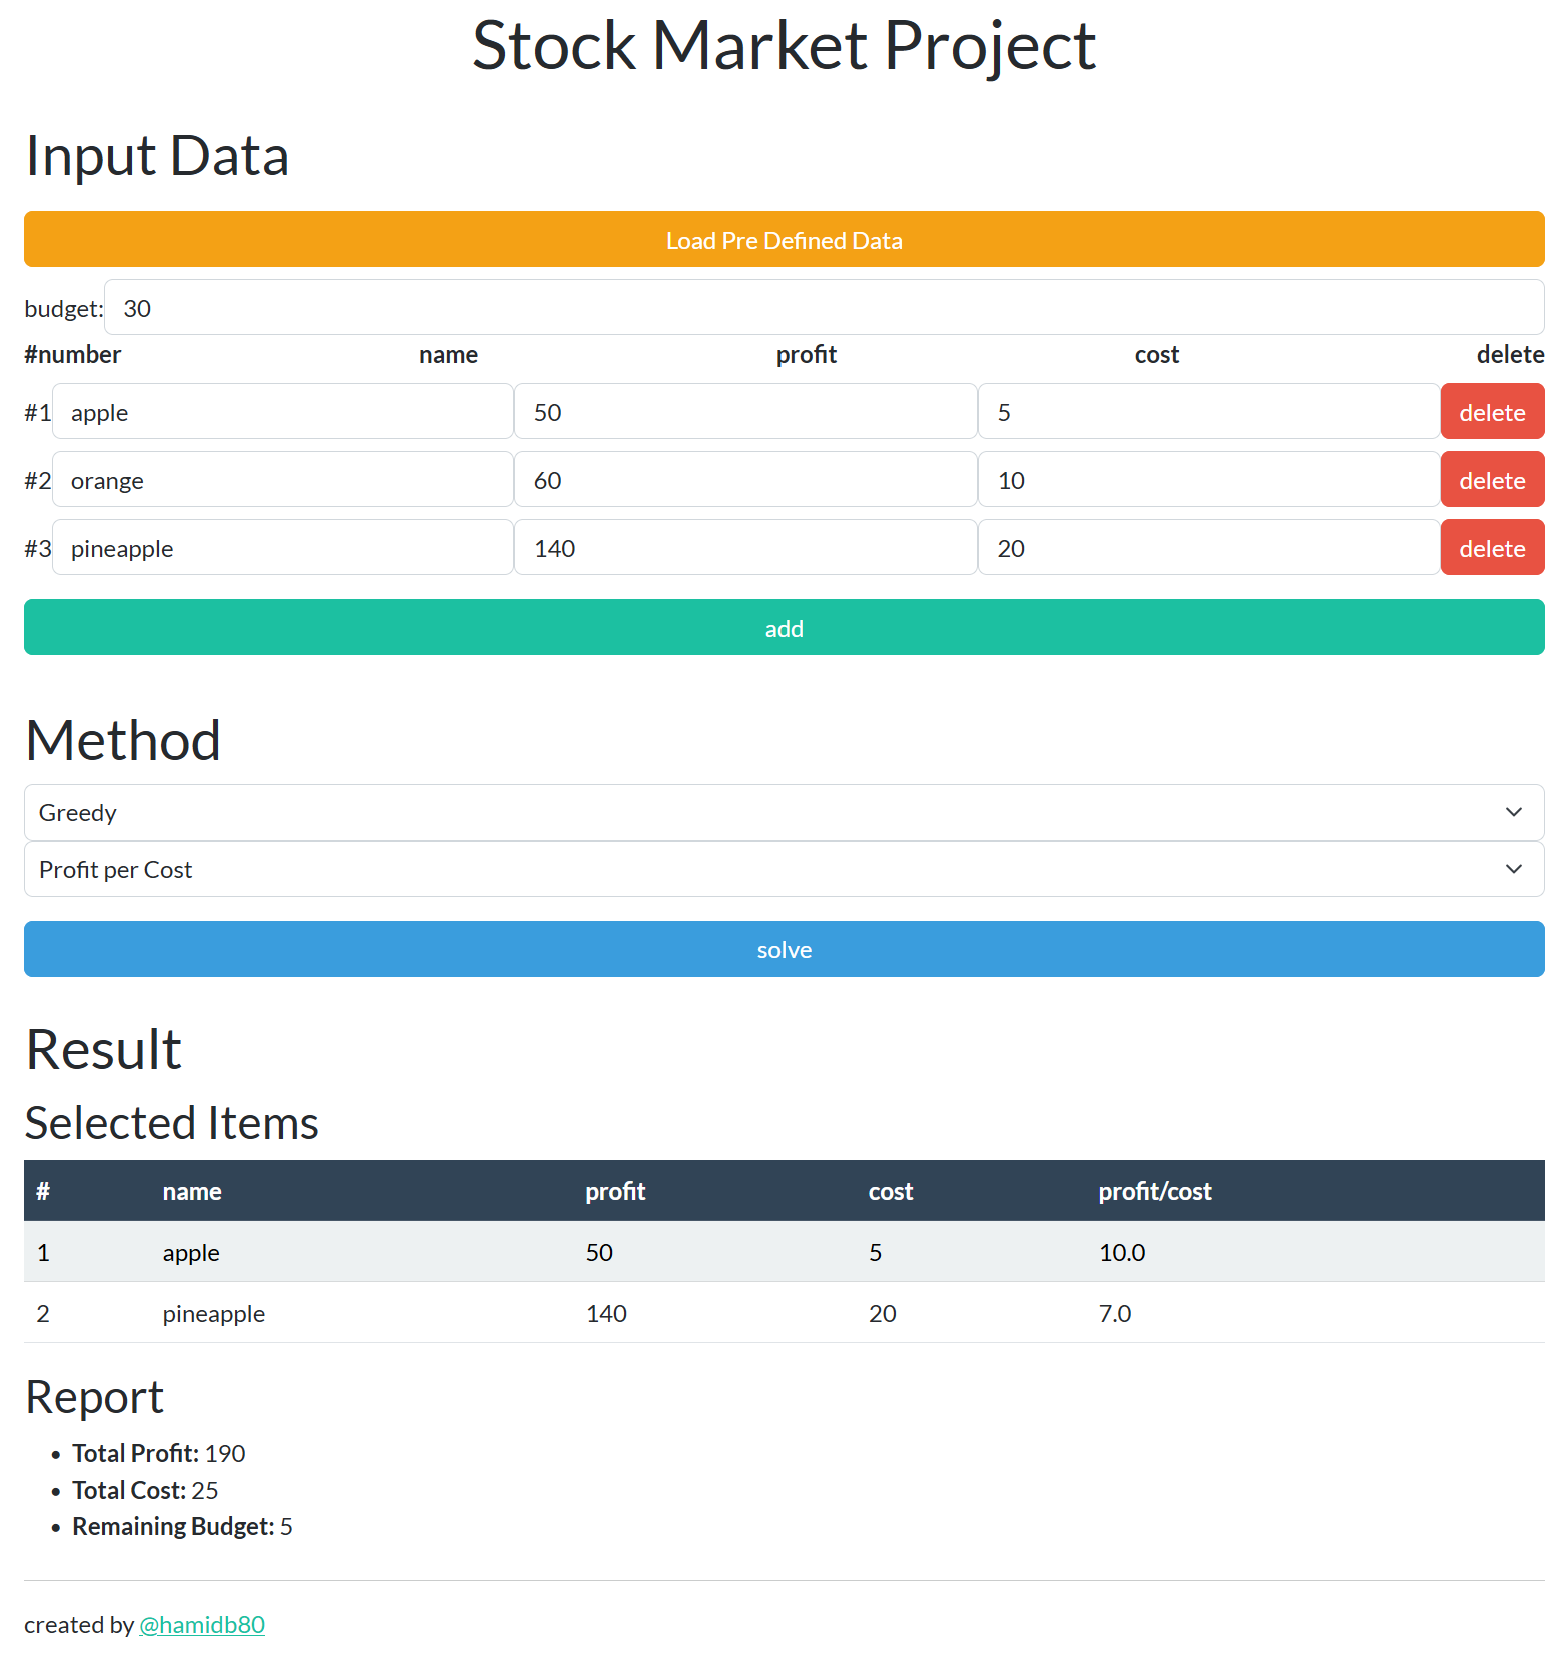 Stock Market Project
Input Data
Load Pre Defined Data
budget: 30
#number name profit cost delete
#1 apple 50 5 delete
#2 orange 60 10 delete
#3 pineapple 140 20 delete
add
Method
Greedy
Profit per Cost
solve
Result
Selected Items
# name profit cost profit/cost
1 apple 50 5 10.0
2 pineapple 140 20 7.0
Report
• Total Profit: 190
• Total Cost: 25
• Remaining Budget: 5
created by @hamidb80